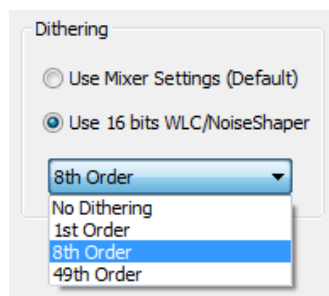 Dithering
Use Mixer Settings (Default)
Use 16 bits WLC/NoiseShaper
8th Order
No Dithering
1st Order
8th Order
49th Order